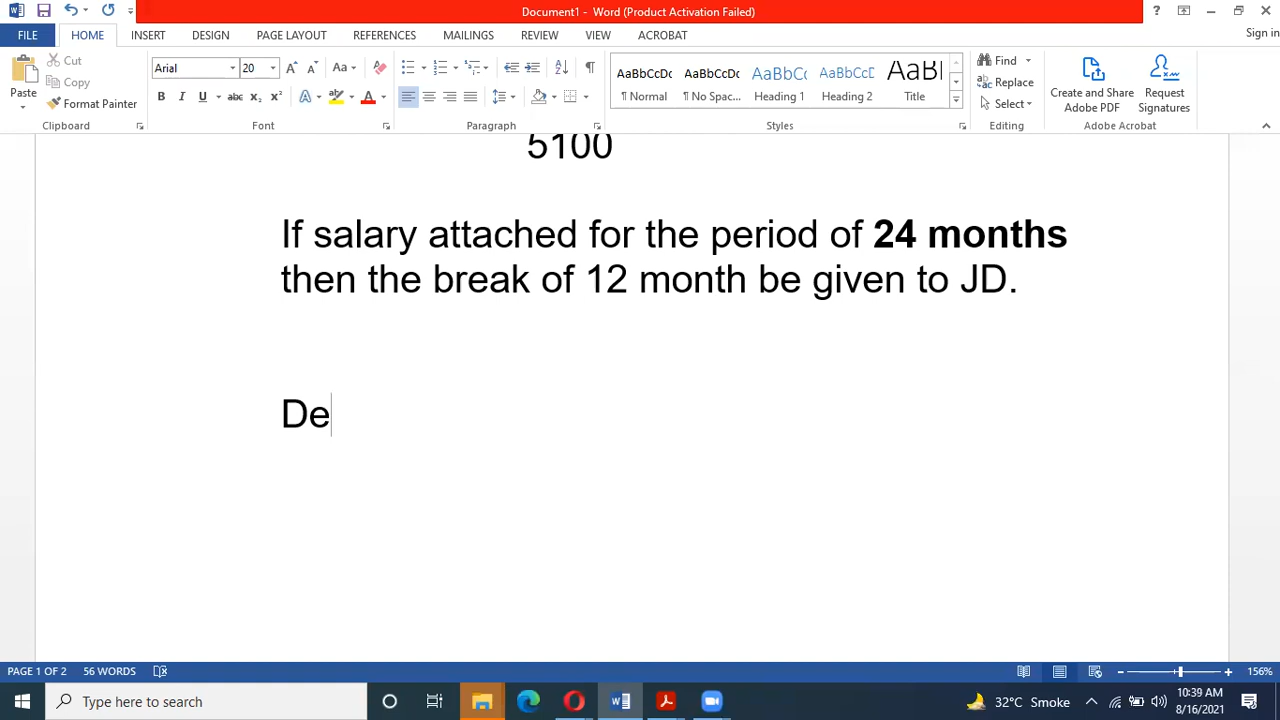 Document1 - Word (Product Activation Failed)
Sign in
FILE HOME INSERT DESIGN PAGE LAYOUT REFERENCES MAILINGS REVIEW VIEW ACROBAT
Paste
Cut
Copy
Format Painter
Clipboard
Arial 20
Font
Paragraph
AaBbCcDc AaBbCcDc AaBbCc AaBbCcD AaBl
¶ Normal ¶ No Spac... Heading 1 Heading 2 Title
Styles
Find
Replace
Select
Editing
Create and Share
Adobe PDF
Request
Signatures
Adobe Acrobat
5100
If salary attached for the period of 24 months
then the break of 12 month be given to JD.
De
PAGE 1 OF 2 56 WORDS 156%
Type here to search
32°C Smoke
10:39 AM
8/16/2021